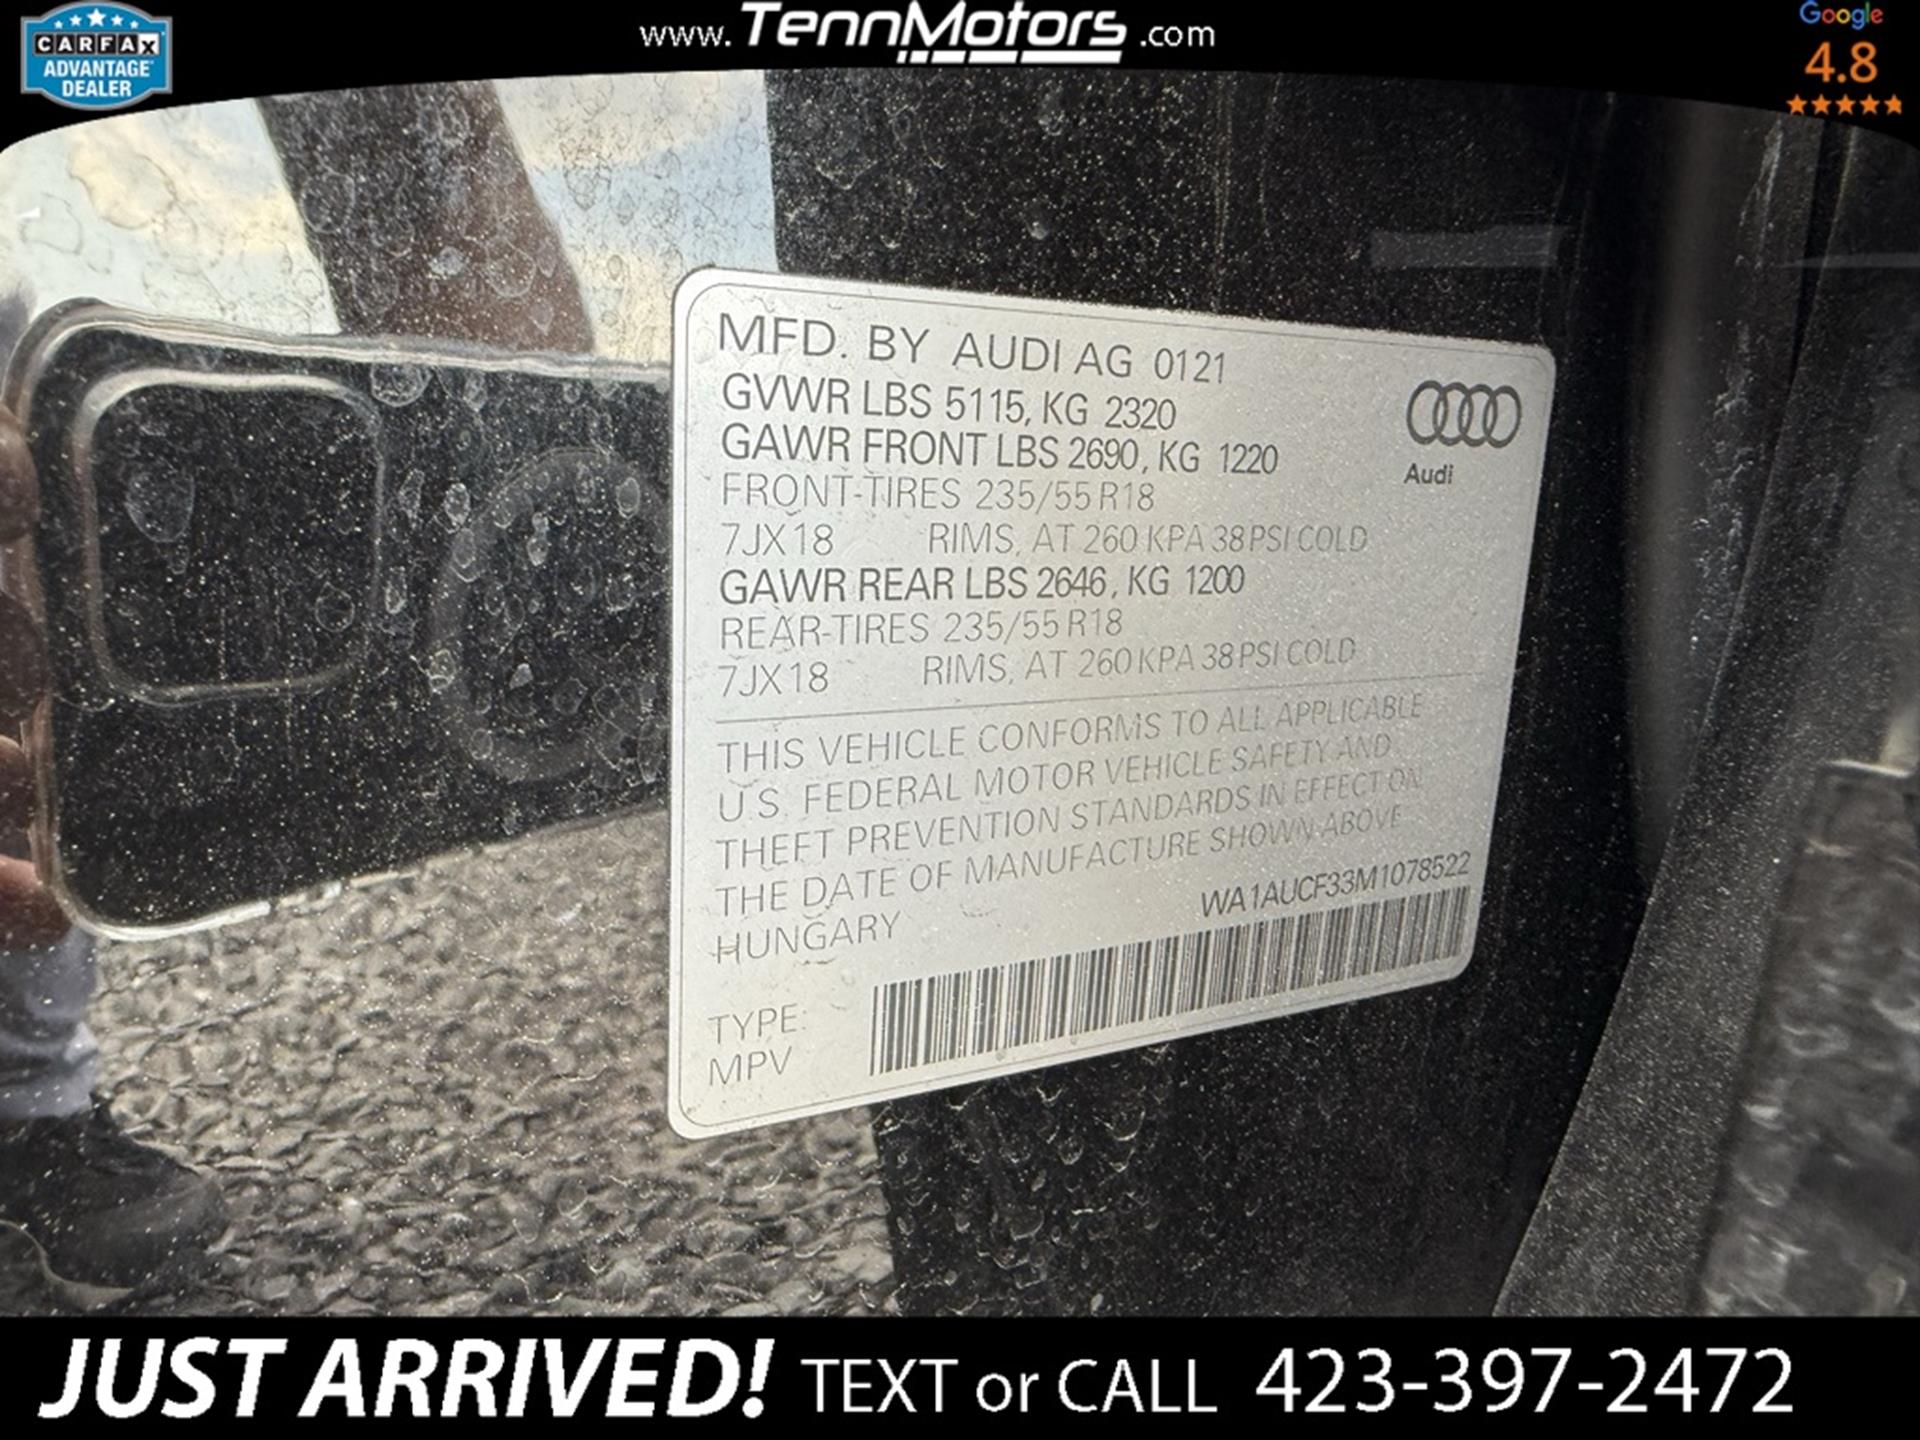 CARFAX
ADVANTAGE
DEALER
www.TennMotors.com
Google
4.8
MFD. BY AUDI AG 0121
GVWR LBS 5115, KG 2320
GAWR FRONT LBS 2690, KG 1220
FRONT-TIRES 235/55 R18
7JX18 RIMS, AT 260 KPA 38 PSI COLD
GAWR REAR LBS 2646, KG 1200
REAR-TIRES 235/55 R18
7JX18 RIMS, AT 260 KPA 38 PSI COLD
Audi
THIS VEHICLE CONFORMS TO ALL APPLICABLE
U.S. FEDERAL MOTOR VEHICLE SAFETY AND
THEFT PREVENTION STANDARDS IN EFFECT ON
THE DATE OF MANUFACTURE SHOWN ABOVE
HUNGARY
WA1AUCF33M1078522
TYPE:
MPV
JUST ARRIVED! TEXT or CALL 423-397-2472